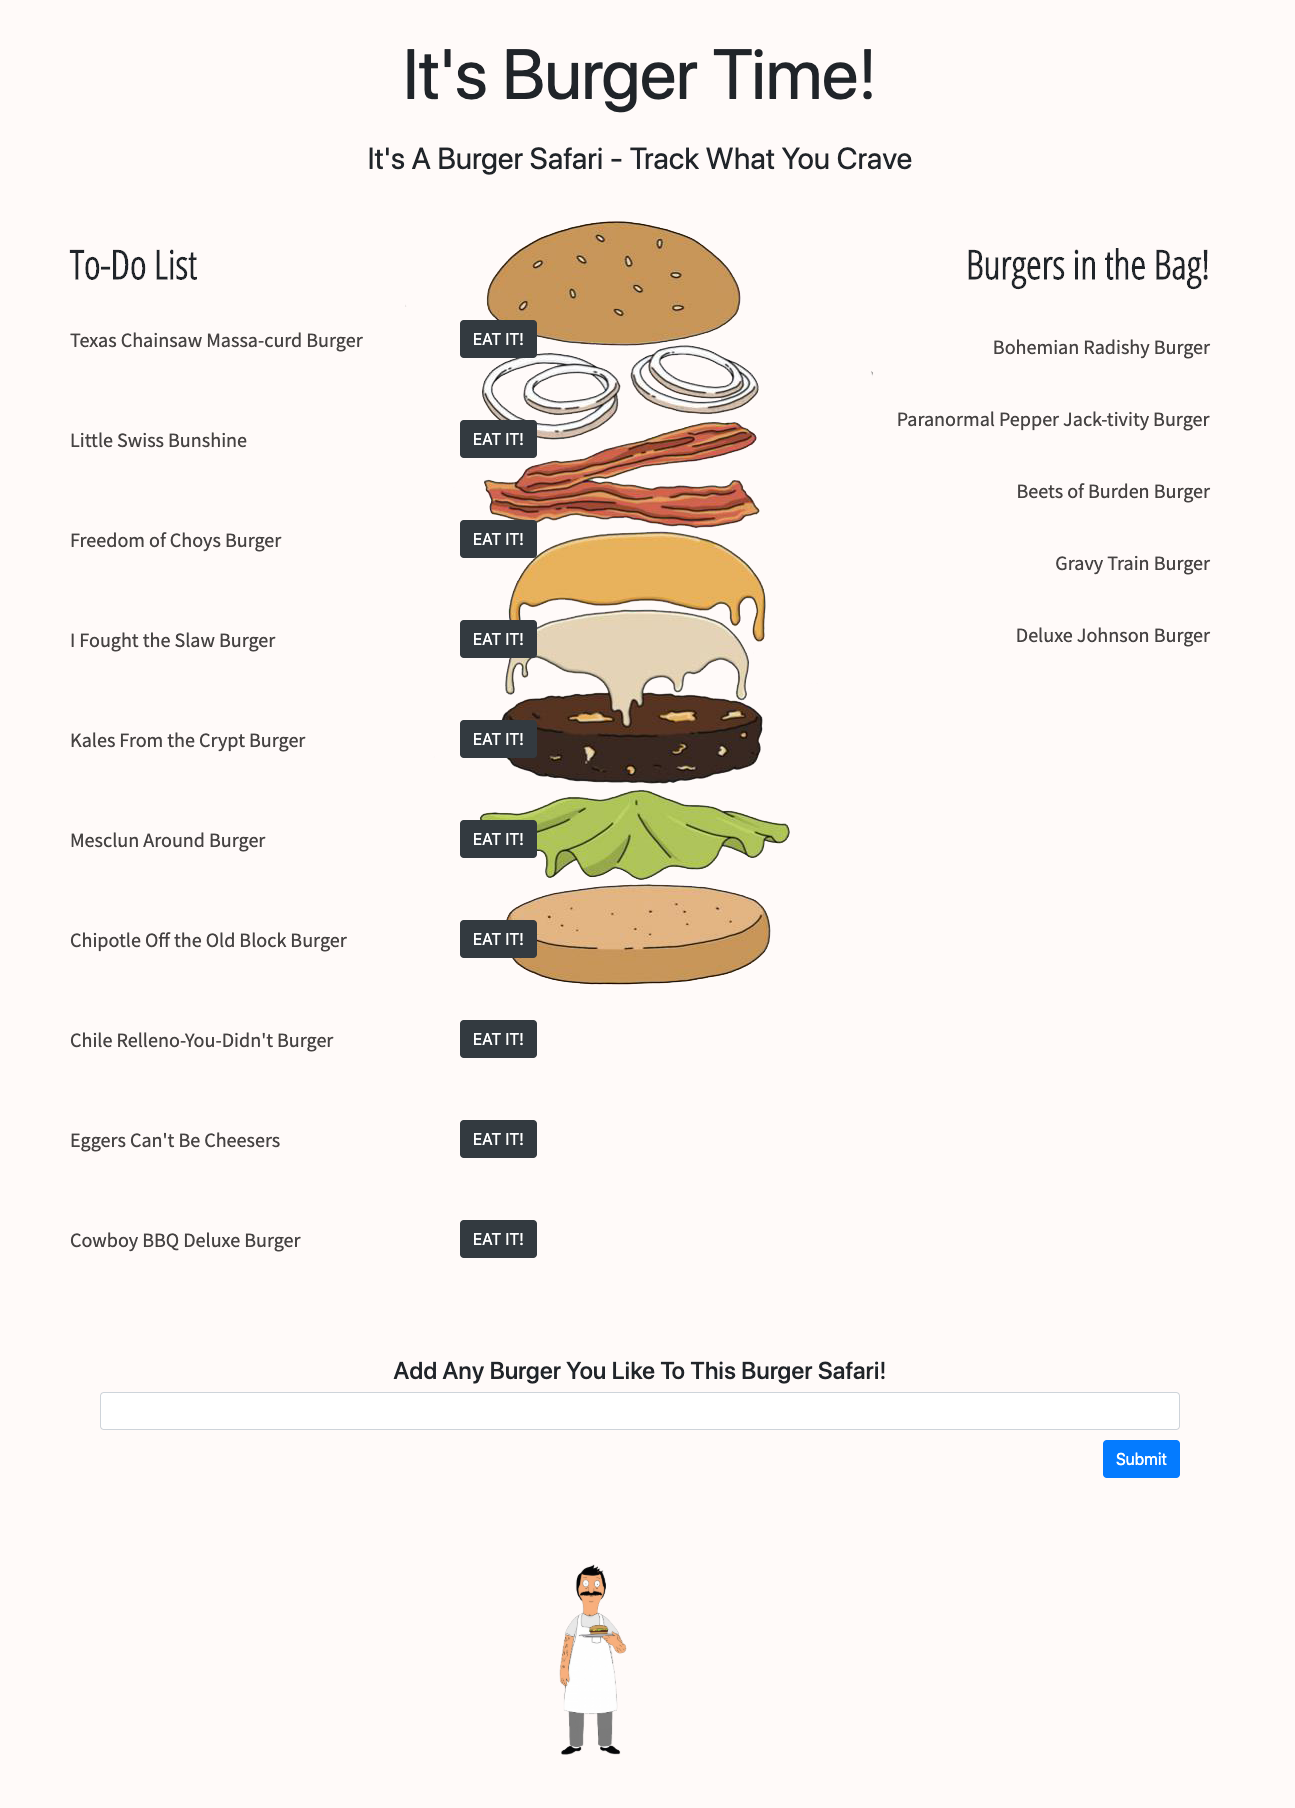 It's Burger Time!
It's A Burger Safari - Track What You Crave
To-Do List
Texas Chainsaw Massa-curd Burger
EAT IT!
Little Swiss Bunshine
EAT IT!
Freedom of Choys Burger
EAT IT!
I Fought the Slaw Burger
EAT IT!
Kales From the Crypt Burger
EAT IT!
Mesclun Around Burger
EAT IT!
Chipotle Off the Old Block Burger
EAT IT!
Chile Relleno-You-Didn't Burger
EAT IT!
Eggers Can't Be Cheesers
EAT IT!
Cowboy BBQ Deluxe Burger
EAT IT!
Burgers in the Bag!
Bohemian Radishy Burger
Paranormal Pepper Jack-tivity Burger
Beets of Burden Burger
Gravy Train Burger
Deluxe Johnson Burger
Add Any Burger You Like To This Burger Safari!
Submit